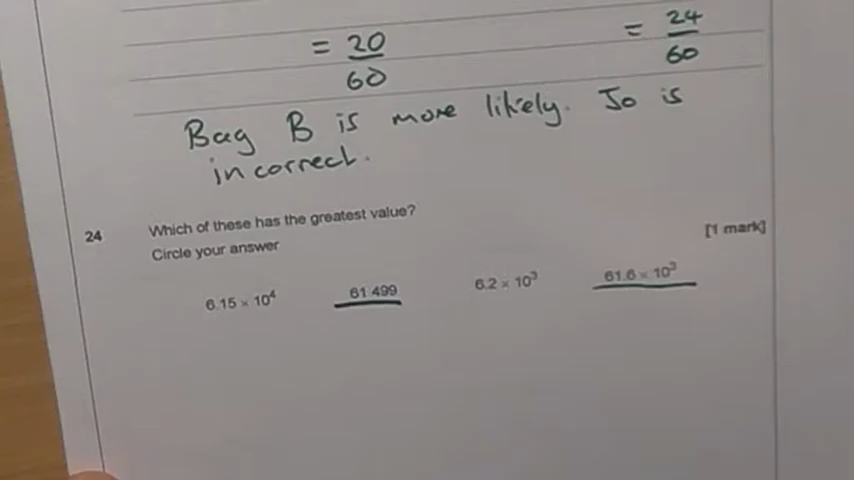 = 20/60 = 24/60
Bag B is more likely. Jo is
incorrect.
24 Which of these has the greatest value?
[1 mark]
Circle your answer
6.15 × 10⁴ 61 499 6.2 × 10³ 61.6 × 10³